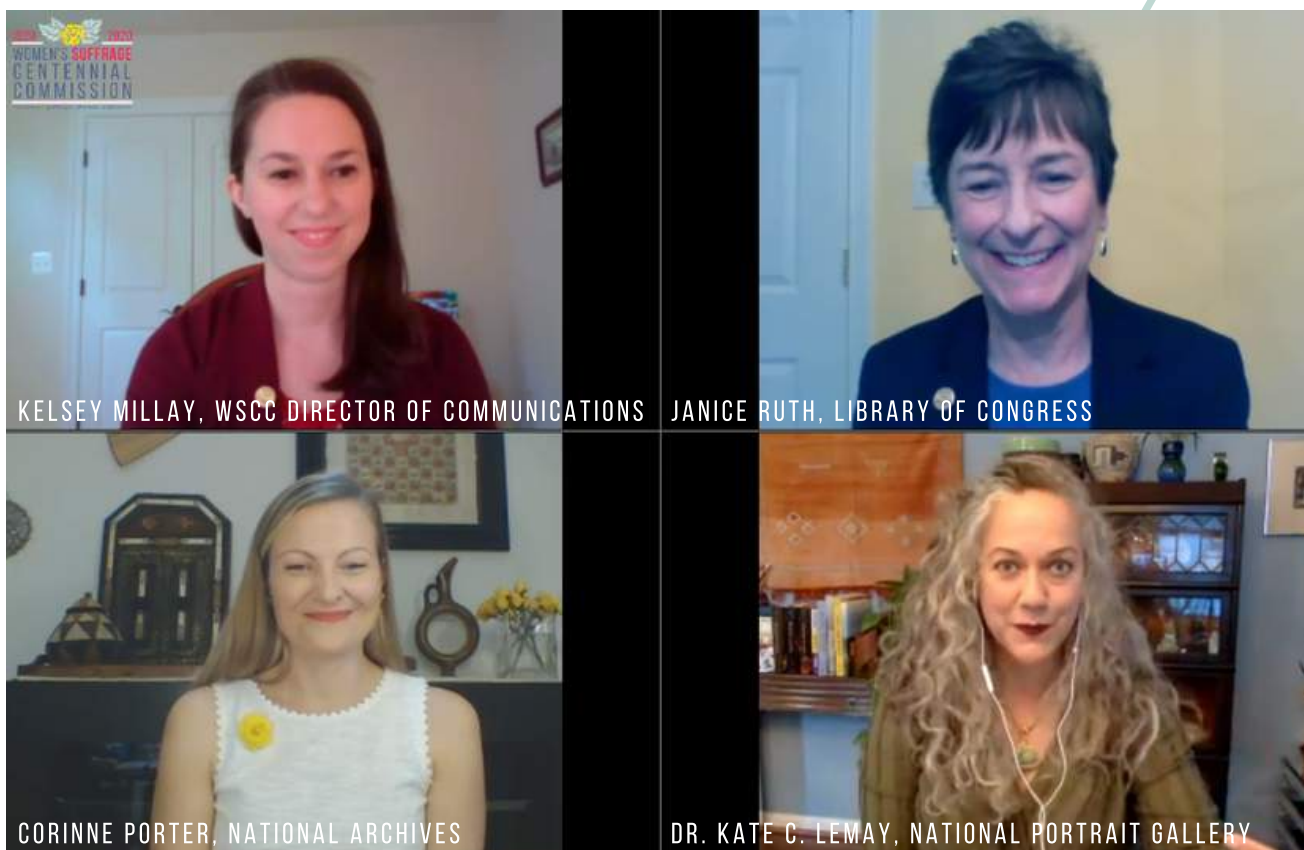 2020
WOMEN'S SUFFRAGE
CENTENNIAL
COMMISSION
KELSEY MILLAY, WSCC DIRECTOR OF COMMUNICATIONS
JANICE RUTH, LIBRARY OF CONGRESS
CORINNE PORTER, NATIONAL ARCHIVES
DR. KATE C. LEMAY, NATIONAL PORTRAIT GALLERY